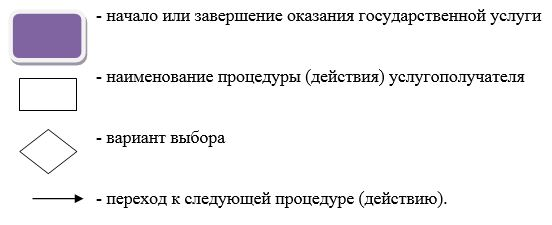 - начало или завершение оказания государственной услуги
- наименование процедуры (действия) услугополучателя
- вариант выбора
- переход к следующей процедуре (действию).